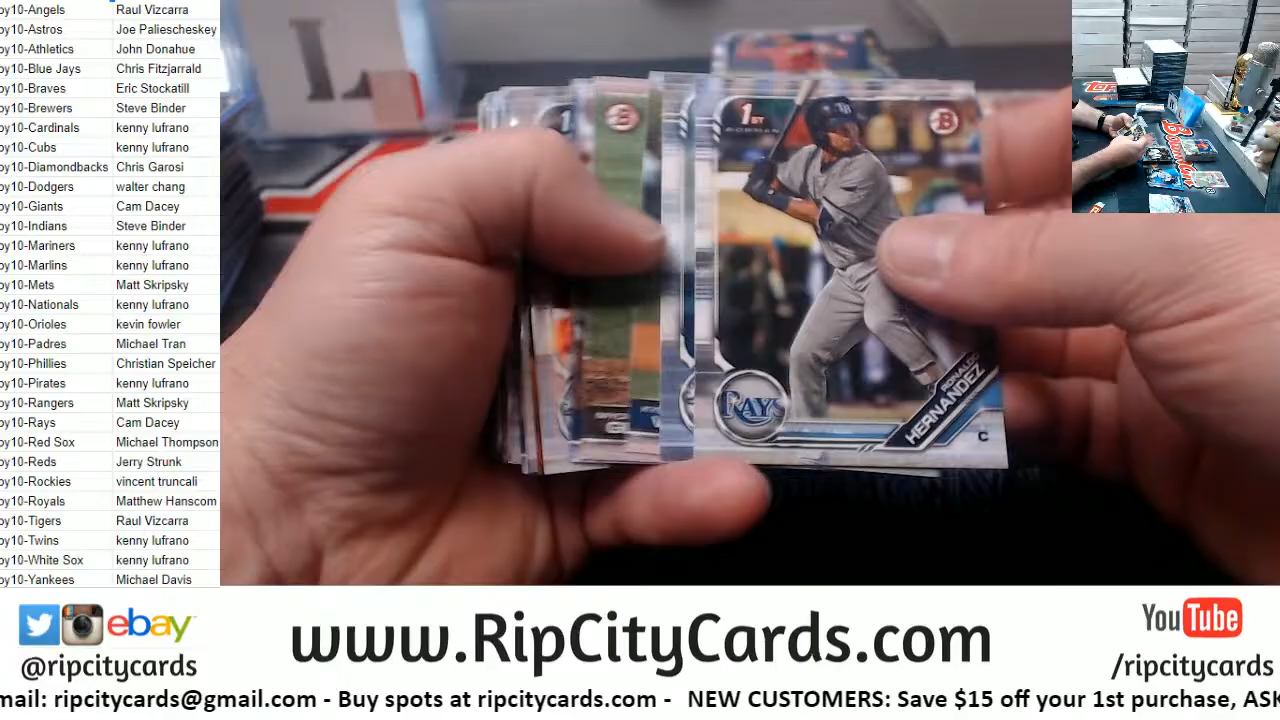 oy10-Angels Raul Vizcarra
oy10-Astros Joe Paliescheskey
oy10-Athletics John Donahue
oy10-Blue Jays Chris Fitzjarrald
oy10-Braves Eric Stockatill
oy10-Brewers Steve Binder
oy10-Cardinals kenny lufrano
oy10-Cubs kenny lufrano
oy10-Diamondbacks Chris Garosi
oy10-Dodgers walter chang
oy10-Giants Cam Dacey
oy10-Indians Steve Binder
oy10-Mariners kenny lufrano
oy10-Marlins kenny lufrano
oy10-Mets Matt Skripsky
oy10-Nationals kenny lufrano
oy10-Orioles kevin fowler
oy10-Padres Michael Tran
oy10-Phillies Christian Speicher
oy10-Pirates kenny lufrano
oy10-Rangers Matt Skripsky
oy10-Rays Cam Dacey
oy10-Red Sox Michael Thompson
oy10-Reds Jerry Strunk
oy10-Rockies vincent truncali
oy10-Royals Matthew Hanscom
oy10-Tigers Raul Vizcarra
oy10-Twins kenny lufrano
oy10-White Sox kenny lufrano
oy10-Yankees Michael Davis
1ST
BOWMAN
B
RAYS
RONALDO
HERNANDEZ
C
TOPPS
Bowman
ebay
@ripcitycards
www.RipCityCards.com
YouTube
/ripcitycards
mail: ripcitycards@gmail.com - Buy spots at ripcitycards.com - NEW CUSTOMERS: Save $15 off your 1st purchase, ASK